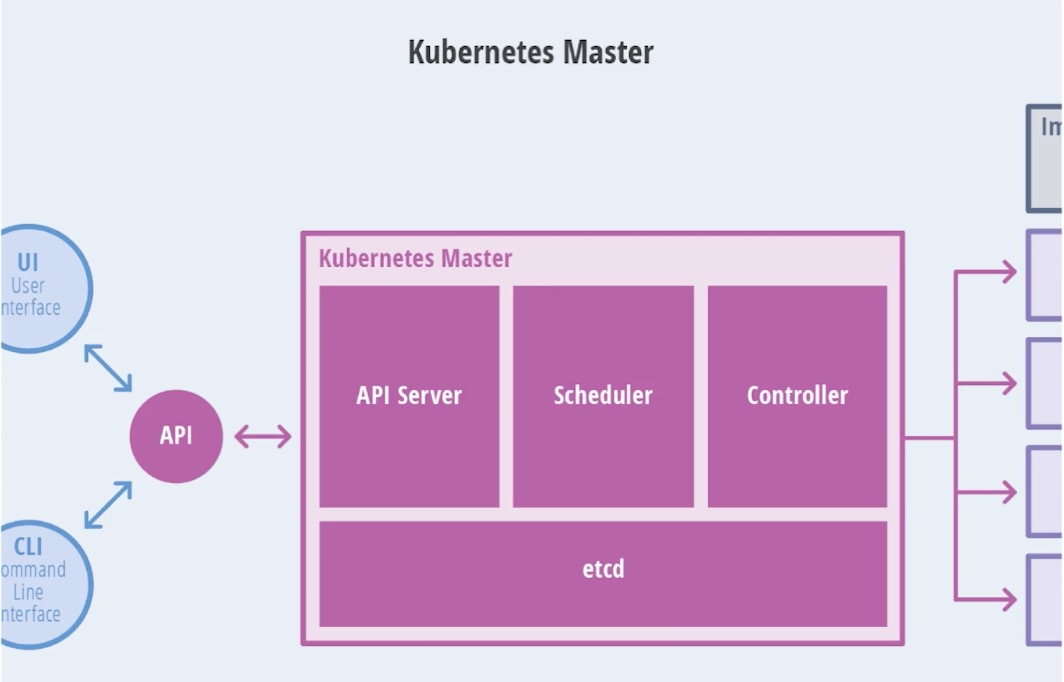 Kubernetes Master
Im
UI
User
nterface
Kubernetes Master
API Server
Scheduler
Controller
API
CLI
ommand
Line
nterface
etcd